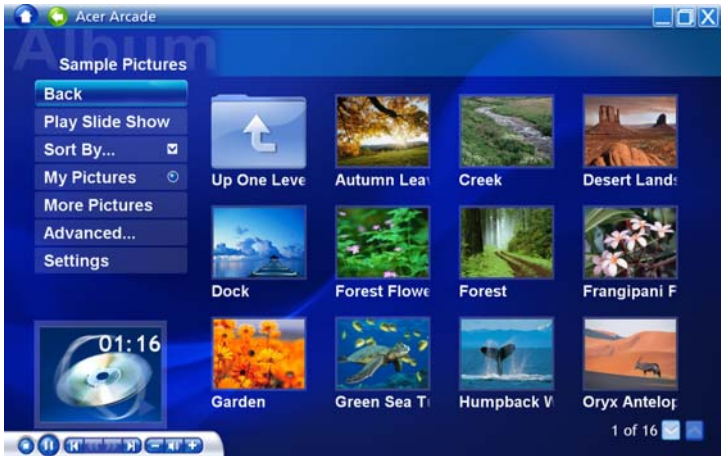 Acer Arcade
Album
Sample Pictures
Back
Play Slide Show
Sort By...
My Pictures
More Pictures
Advanced...
Settings
Up One Leve
Autumn Lea
Creek
Desert Lands
Dock
Forest Flowe
Forest
Frangipani F
Garden
Green Sea T
Humpback W
Oryx Antelop
01:16
1 of 16